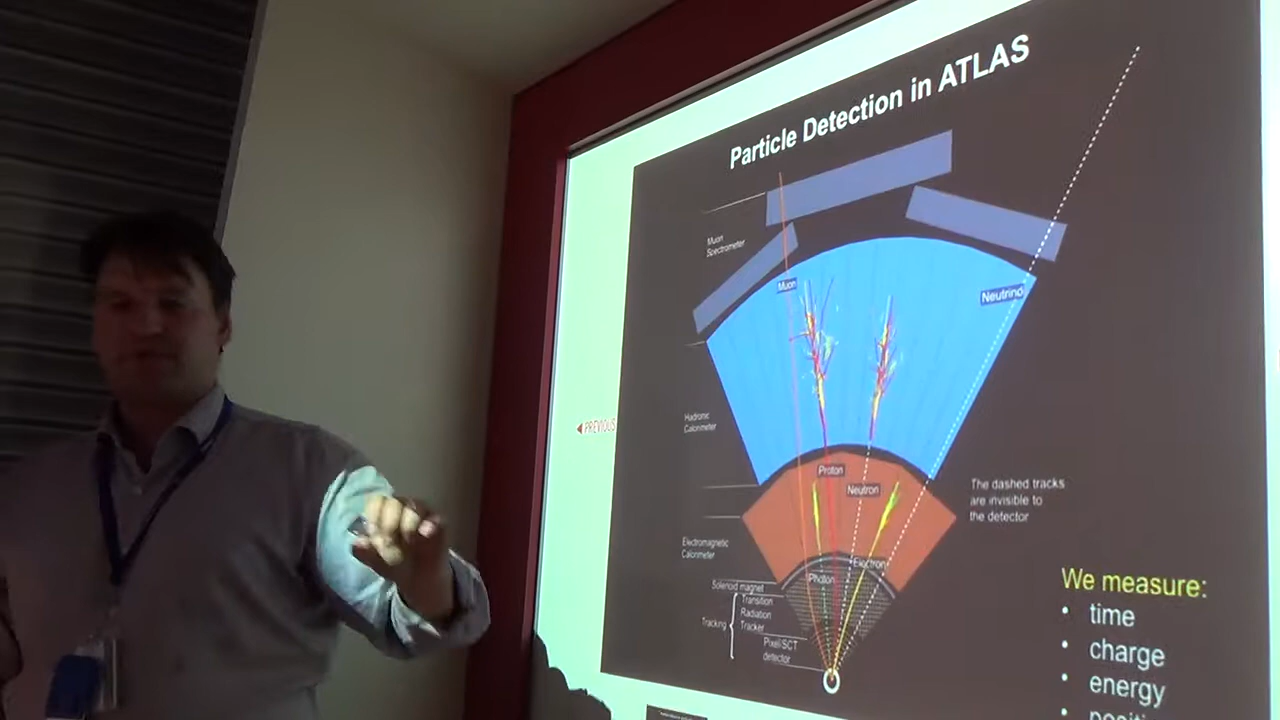 Particle Detection in ATLAS
Muon
Spectrometer
Muon
Neutrino
PREVIOUS
Hadronic
Calorimeter
Proton
Neutron
The dashed tracks
are invisible to
the detector
Electromagnetic
Calorimeter
Electron
Photon
Solenoid magnet
Transition
Radiation
Tracker
Tracking
Pixel/SCT
detector
We measure:
• time
• charge
• energy